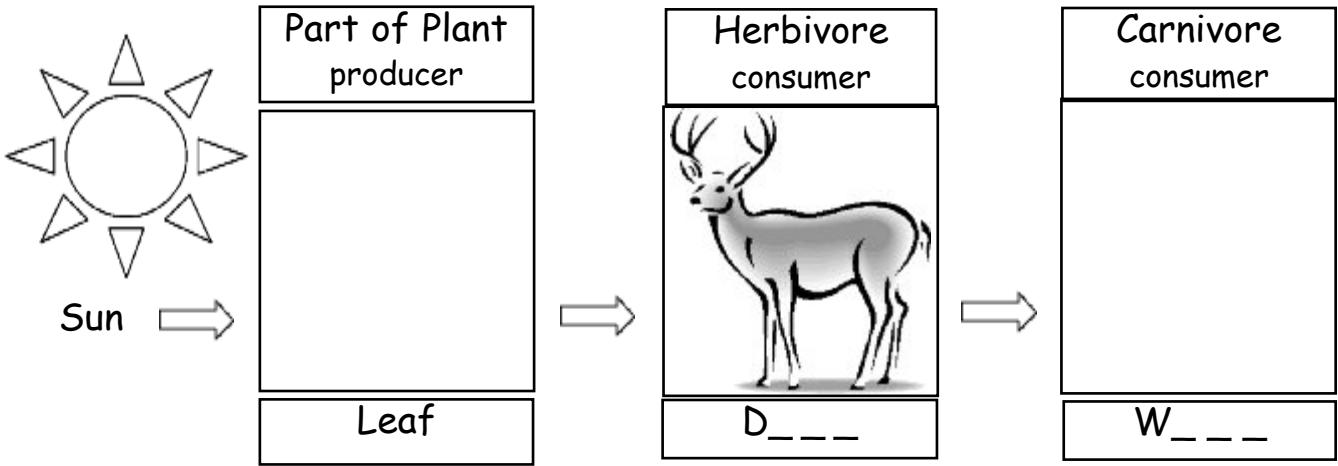 Part of Plant
producer
Herbivore
consumer
Carnivore
consumer
Sun
Leaf
D_ _ _
W_ _ _